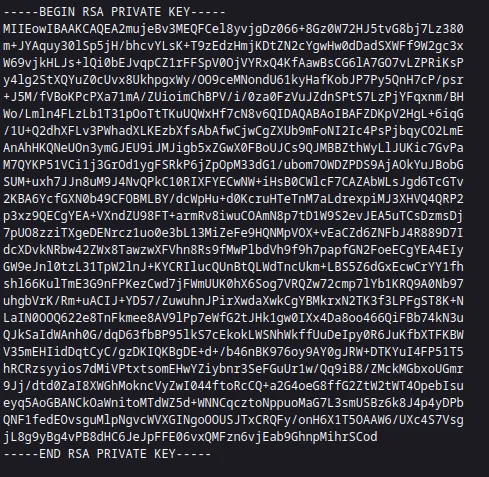 -----BEGIN RSA PRIVATE KEY-----
MIIEowIBAAKCAQEA2mujeBv3MEQFCel8yvjgDz066+8Gz0W72HJ5tvG8bj7Lz380
m+JYAquy30lSp5jH/bhcvYLsK+T9zEdzHmjKDtZN2cYgwHw0dDadSXWFf9W2gc3x
W69vjkHLJs+lQi0bEJvqpCZ1rFFSpV0OjVYRxQ4KfAawBsCG6lA7GO7vLZPRiKsP
y4lg2StXQYuZ0cUvx8UkhpgxWy/OO9ceMNondU61kyHafKobJP7Py5QnH7cP/psr
+J5M/fVBoKPcPXa71mA/ZUioimChBPV/i/0za0FzVuJZdnSPtS7LzPjYFqxnm/BH
Wo/Lmln4FLzLb1T31pOoTtTKuUQWxHf7cN8v6QIDAQABAoIBAFZDKpV2HgL+6iqG
/1U+Q2dhXFLv3PWhadXLKEzbXfsAbAfwCjwCgZXUb9mFoNI2Ic4PsPjbqyCO2LmE
AnAhHKQNeUOn3ymGJEU9iJMJigb5xZGwX0FBoUJCs9QJMBBZthWyLlJUKic7GvPa
M7QYKP51VCi1j3GrOd1ygFSRkP6jZpOpM33dG1/ubom7OWDZPDS9AjAOkYuJBobG
SUM+uxh7JJn8uM9J4NvQPkC10RIXFYECwNW+iHsB0CWlcF7CAZAbWLsJgd6TcGTv
2KBA6YcfGXN0b49CFOBMLBY/dcWpHu+d0KcruHTeTnM7aLdrexpiMJ3XHVQ4QRP2
p3xz9QECgYEA+VXndZU98FT+armRv8iwuCOAmN8p7tD1W9S2evJEA5uTCsDzmsDj
7pUO8zziTXgeDENrcz1uo0e3bL13MiZeFe9HQNMpVOX+vEaCZd6ZNFbJ4R889D7I
dcXDvkNRbw42ZWx8TawzwXFVhn8Rs9fMwPlbdVh9f9h7papfGN2FoeECgYEA4EIy
GW9eJnl0tzL31TpW2lnJ+KYCRIlucQUnBtQLWdTncUkm+LBS5Z6dGxEcwCrYY1fh
shl66KulTmE3G9nFPKezCwd7jFWmUUK0hX6Sog7VRQZw72cmp7lYb1KRQ9A0Nb97
uhgbVrK/Rm+uACIJ+YD57/ZuwuhnJPirXwdaXwkCgYBMkrxN2TK3f3LPFgST8K+N
LaIN0OOQ622e8TnFkmee8AV9lPp7eWfG2tJHk1gw0IXx4Da8oo466QiFBb74kN3u
QJkSaIdWAnh0G/dqD63fbBP95lkS7cEkokLWSNhWkffUuDeIpy0R6JuKfbXTFKBW
V35mEHIidDqtCyC/gzDKIQKBgDE+d+/b46nBK976oy9AY0gJRW+DTKYuI4FP51T5
hRCRzsyyios7dMiVPtxtsomEHwYZiybnr3SeFGuUr1w/Qq9iB8/ZMckMGbxoUGmr
9Jj/dtd0ZaI8XWGhMokncVyZwI044ftoRcCQ+a2G4oeG8ffG2ZtW2tWT4OpebIsu
eyq5AoGBANCkOaWnitoMTdWZ5d+WNNCqcztoNppuoMaG7L3smUSBz6k8J4p4yDPb
QNF1fedEOvsguMlpNgvcWVXGINgoOOUSJTxCRQFy/onH6X1T5OAAW6/UXc4S7Vsg
jL8g9yBg4vPB8dHC6JeJpFFE06vxQMFzn6vjEab9GhnpMihrSCod
-----END RSA PRIVATE KEY-----